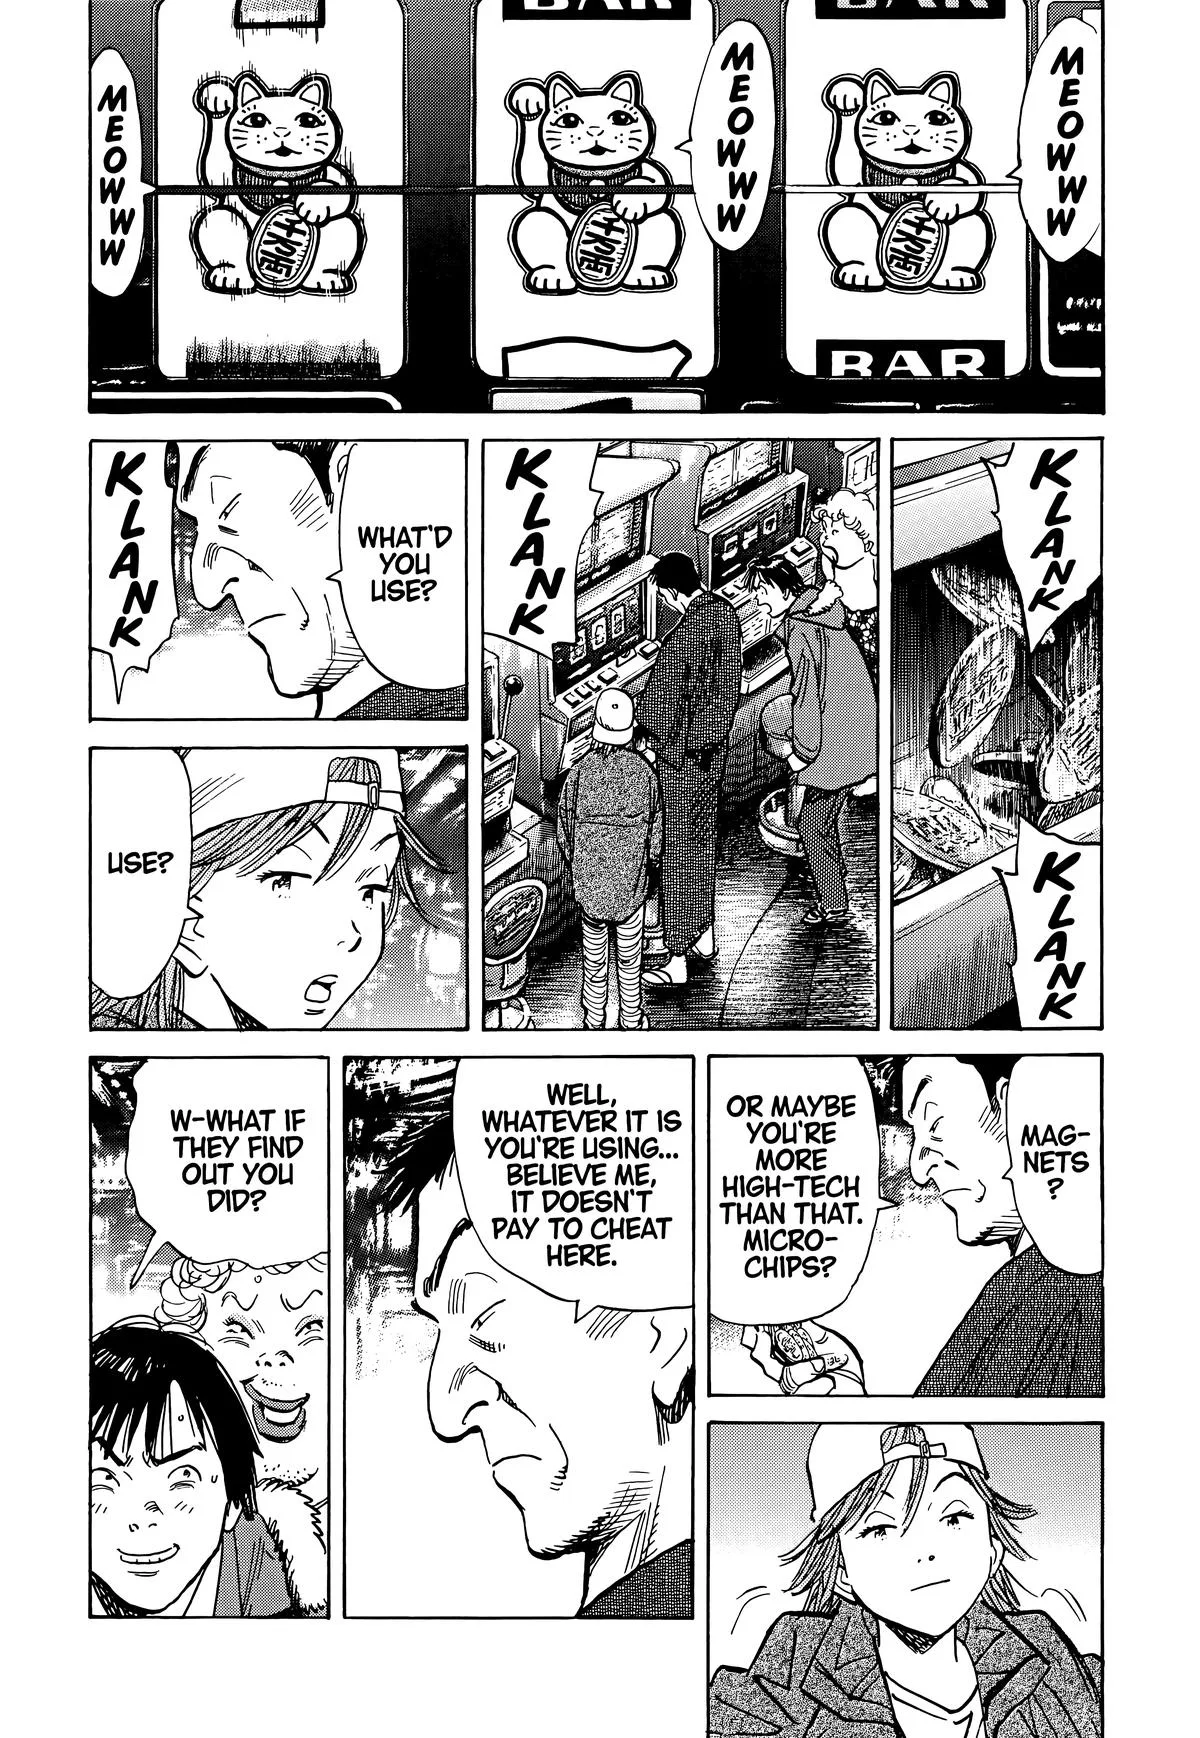 BAR
BAR
MEOWWW
MEOWWW
MEOWWW
BAR
KLANK
KLANK
KLANK
WHAT'D
YOU
USE?
KLANK
USE?
MAG-
NETS
?
OR MAYBE
YOU'RE
MORE
HIGH-TECH
THAN THAT.
MICRO-
CHIPS?
WELL,
WHATEVER IT IS
YOU'RE USING...
BELIEVE ME,
IT DOESN'T
PAY TO CHEAT
HERE.
W-WHAT IF
THEY FIND
OUT YOU
DID?